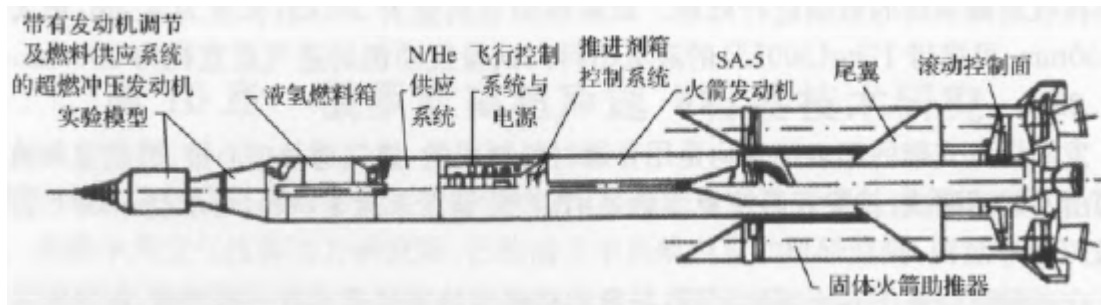 带有发动机调节
及燃料供应系统
的超燃冲压发动机
实验模型
液氢燃料箱
N/H
供应
系统
飞行控制
系统与
电源
推进剂箱
控制系统
SA-5
火箭发动机
尾翼
滚动控制面
固体火箭助推器